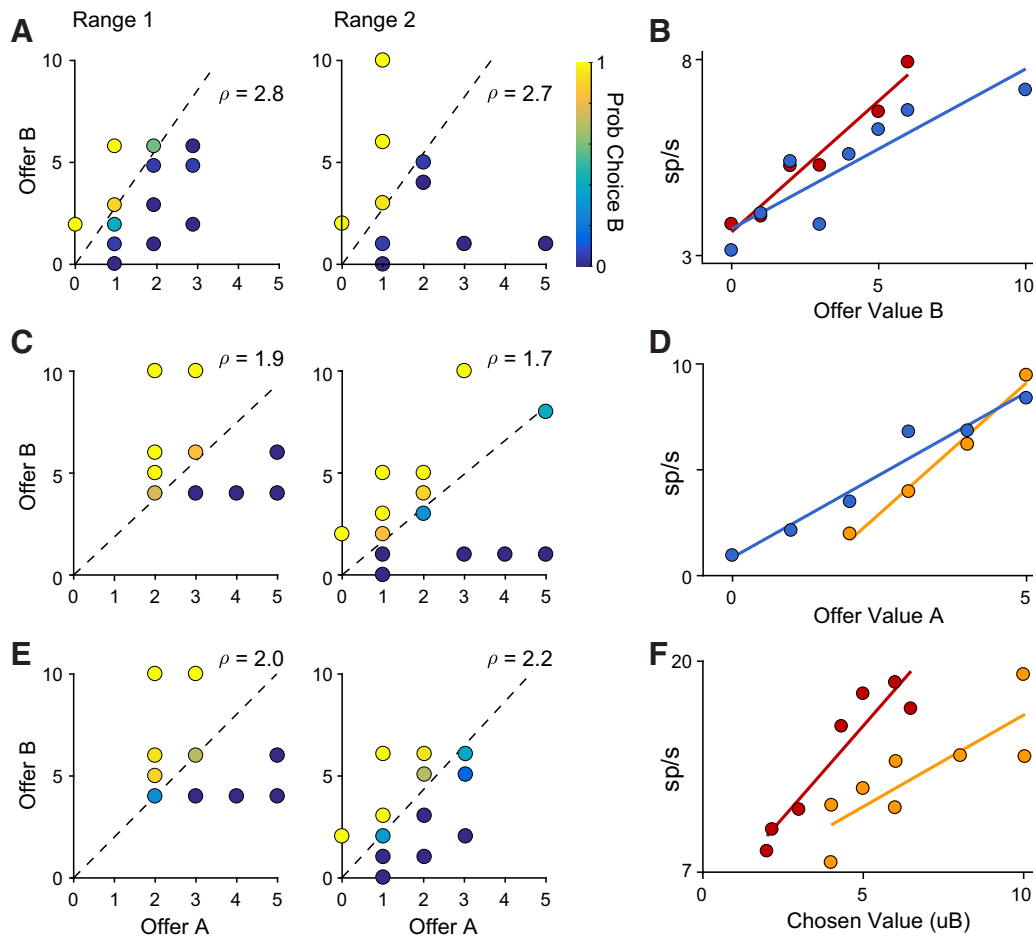 Range 1
Range 2
A
10
5
0
0 1 2 3 4 5
Offer B
ρ = 2.8
10
5
0
0 1 2 3 4 5
ρ = 2.7
1
0
Prob Choice B
B
8
3
sp/s
0 5 10
Offer Value B
C
10
5
0
0 1 2 3 4 5
Offer B
ρ = 1.9
10
5
0
0 1 2 3 4 5
ρ = 1.7
D
10
0
sp/s
0 5
Offer Value A
E
10
5
0
0 1 2 3 4 5
Offer B
Offer A
ρ = 2.0
10
5
0
0 1 2 3 4 5
Offer A
ρ = 2.2
F
20
7
sp/s
0 5 10
Chosen Value (uB)